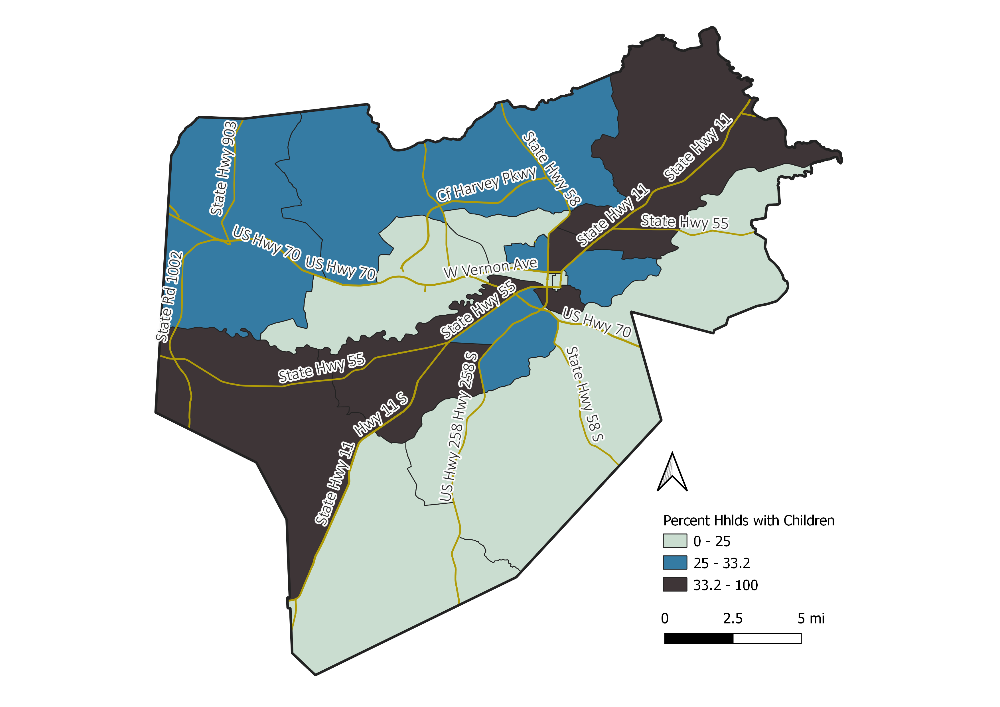 State Hwy 903
State Hwy 58
State Hwy 11
Cf Harvey Pkwy
State Hwy 11
State Hwy 55
US Hwy 70
US Hwy 70
W Vernon Ave
State Rd 1002
State Hwy 55
US Hwy 70
State Hwy 55
State Hwy 58 S
US Hwy 258 Hwy 258 S
Hwy 11 S
State Hwy 11
Percent Hhlds with Children
0 - 25
25 - 33.2
33.2 - 100
0 2.5 5 mi